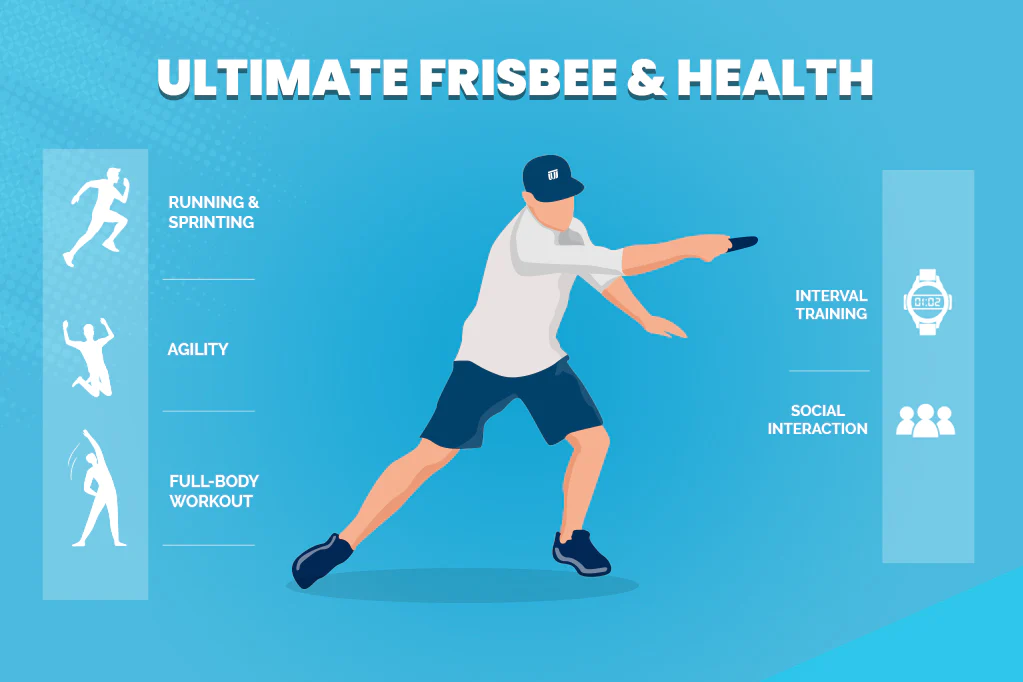 ULTIMATE FRISBEE & HEALTH
RUNNING &
SPRINTING
AGILITY
FULL-BODY
WORKOUT
INTERVAL
TRAINING
01:02
SOCIAL
INTERACTION